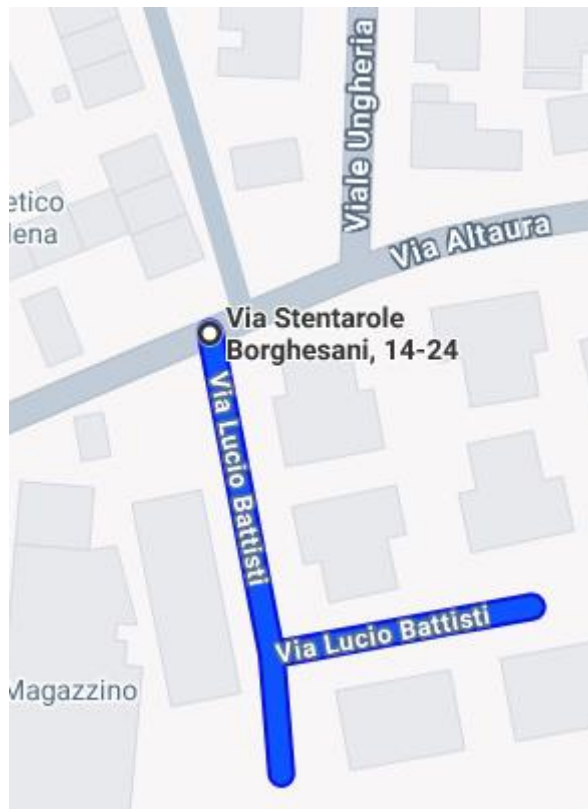 Viale Ungheria
etico
lena
Via Altaura
Via Stentarole
Borghesani, 14-24
Via Lucio Battisti
Via Lucio Battisti
Magazzino